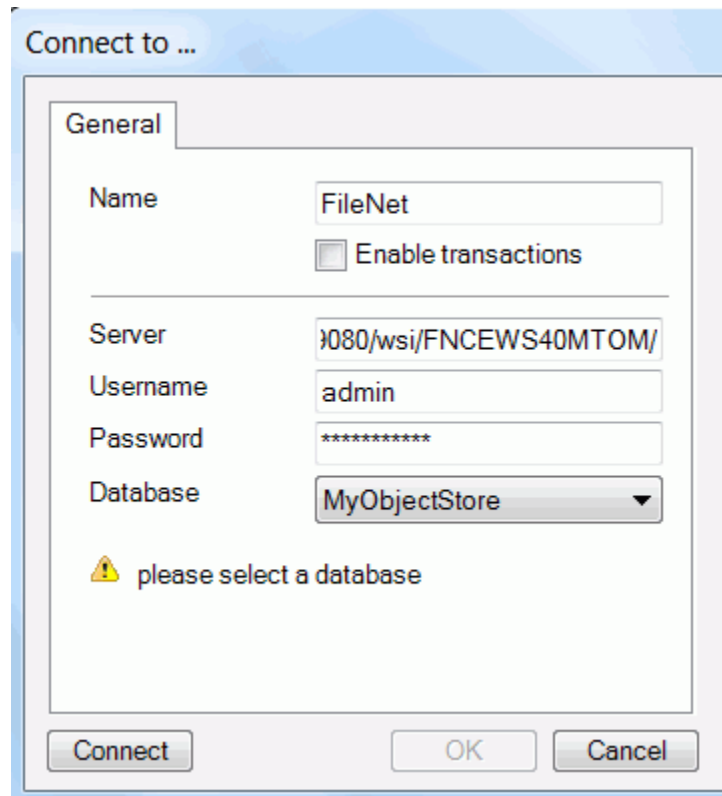 Connect to ...
General
Name FileNet
Enable transactions
Server 9080/wsi/FNCEWS40MTOM/
Username admin
Password ***********
Database MyObjectStore
please select a database
Connect OK Cancel